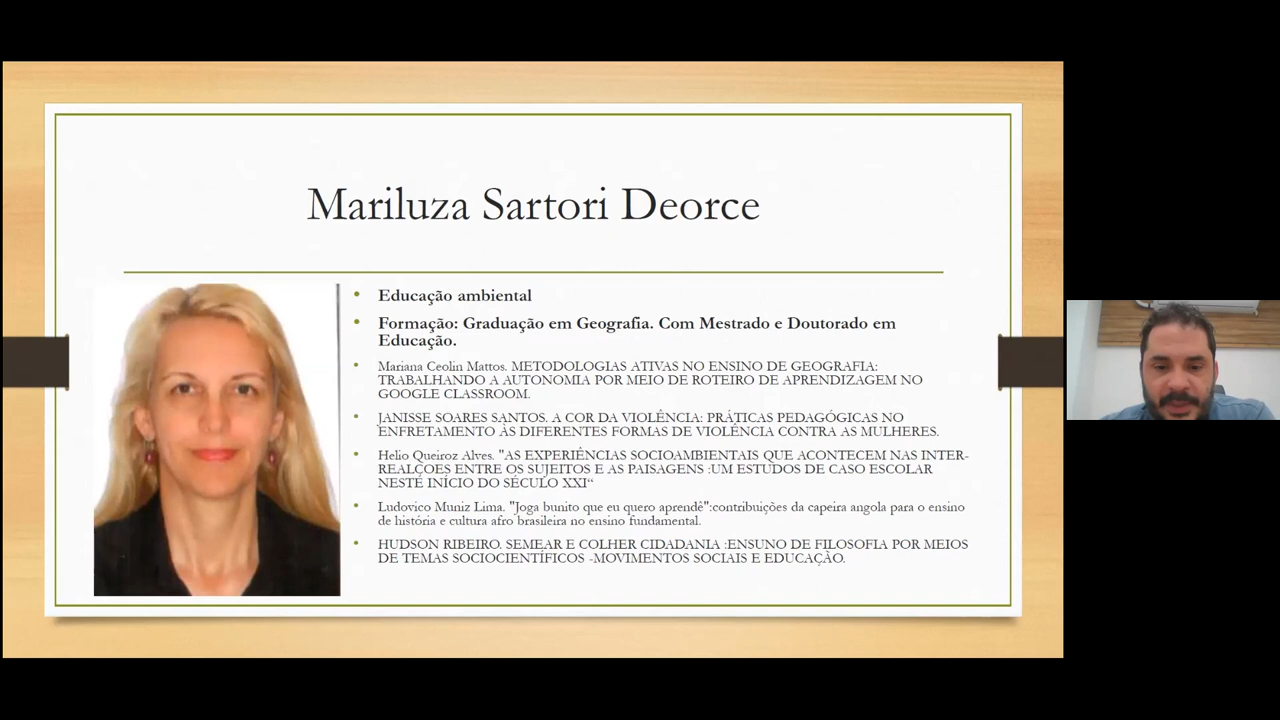 Mariluza Sartori Deorce
• Educação ambiental
• Formação: Graduação em Geografia. Com Mestrado e Doutorado em
Educação.
• Mariana Ceolin Mattos. METODOLOGIAS ATIVAS NO ENSINO DE GEOGRAFIA:
TRABALHANDO A AUTONOMIA POR MEIO DE ROTEIRO DE APRENDIZAGEM NO
GOOGLE CLASSROOM.
• JANISSE SOARES SANTOS. A COR DA VIOLÊNCIA: PRÁTICAS PEDAGÓGICAS NO
ENFRETAMENTO ÀS DIFERENTES FORMAS DE VIOLÊNCIA CONTRA AS MULHERES.
• Helio Queiroz Alves. "AS EXPERIÊNCIAS SOCIOAMBIENTAIS QUE ACONTECEM NAS INTER-
REALÇOES ENTRE OS SUJEITOS E AS PAISAGENS :UM ESTUDOS DE CASO ESCOLAR
NESTE INÍCIO DO SÉCULO XXI“
• Ludovico Muniz Lima. "Joga bunito que eu quero aprendê":contribuições da capeira angola para o ensino
de história e cultura afro brasileira no ensino fundamental.
• HUDSON RIBEIRO. SEMEAR E COLHER CIDADANIA :ENSUNO DE FILOSOFIA POR MEIOS
DE TEMAS SOCIOCIENTÍFICOS -MOVIMENTOS SOCIAIS E EDUCAÇÃO.